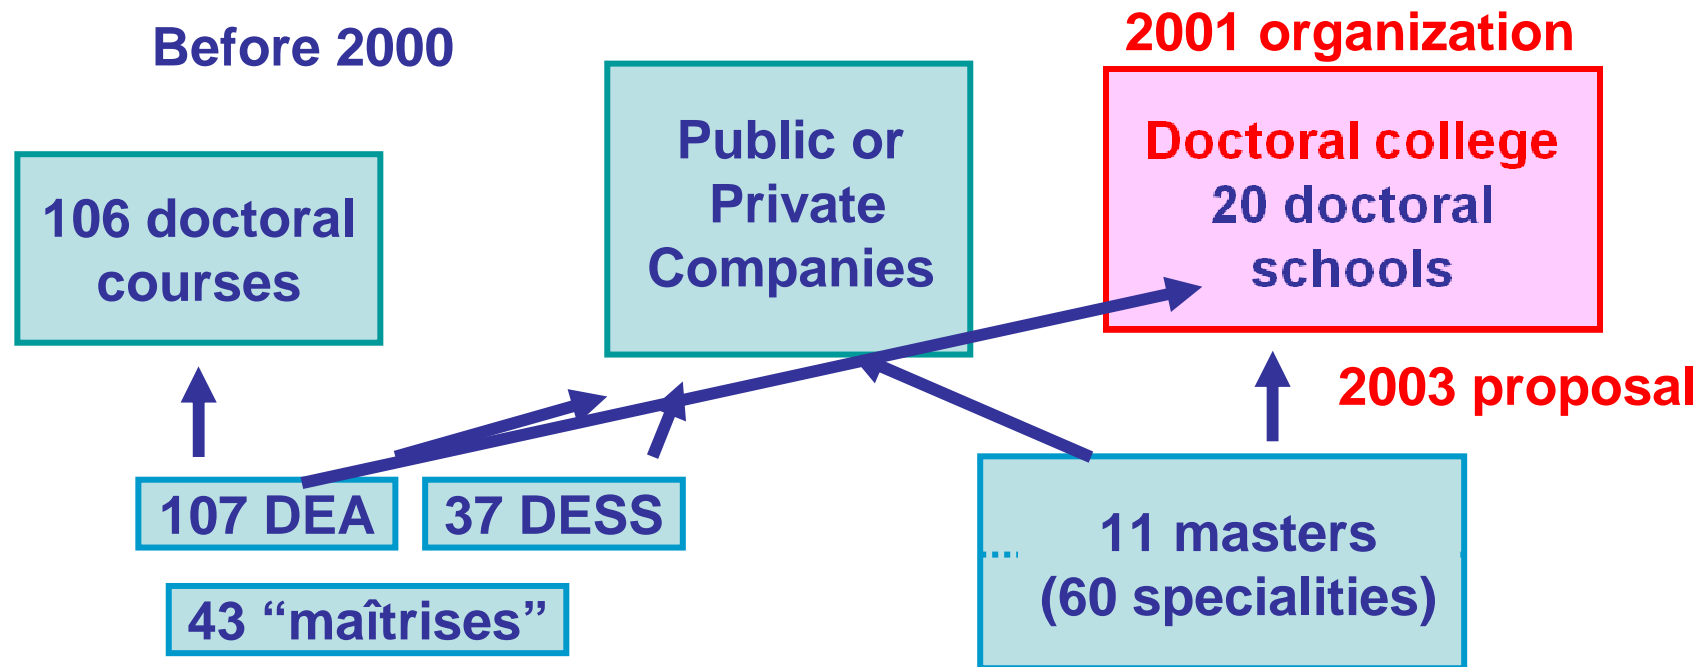 Before 2000
2001 organization
106 doctoral
courses
Public or
Private
Companies
Doctoral college
20 doctoral
schools
2003 proposal
107 DEA
37 DESS
43 “maîtrises”
11 masters
(60 specialities)